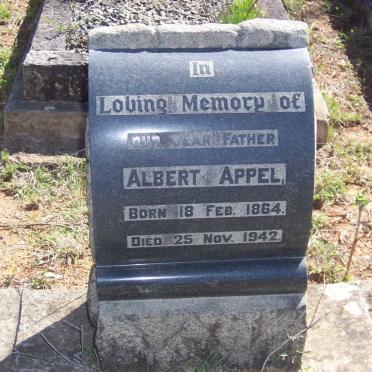 In
Loving Memory of
OUR DEAR FATHER
ALBERT APPEL,
BORN 18 FEB. 1864.
DIED 25 NOV. 1942.